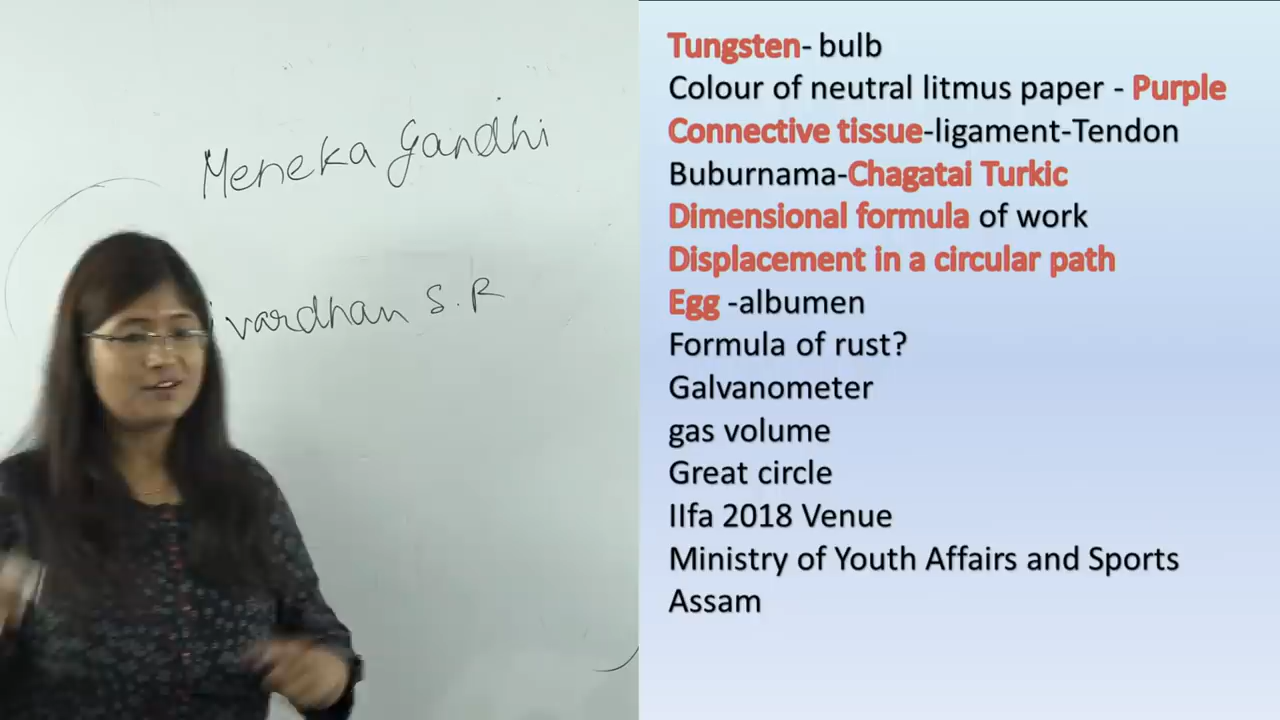 Meneka Gandhi
vardhan S.R
Tungsten- bulb
Colour of neutral litmus paper - Purple
Connective tissue-ligament-Tendon
Buburnama-Chagatai Turkic
Dimensional formula of work
Displacement in a circular path
Egg -albumen
Formula of rust?
Galvanometer
gas volume
Great circle
IIfa 2018 Venue
Ministry of Youth Affairs and Sports
Assam